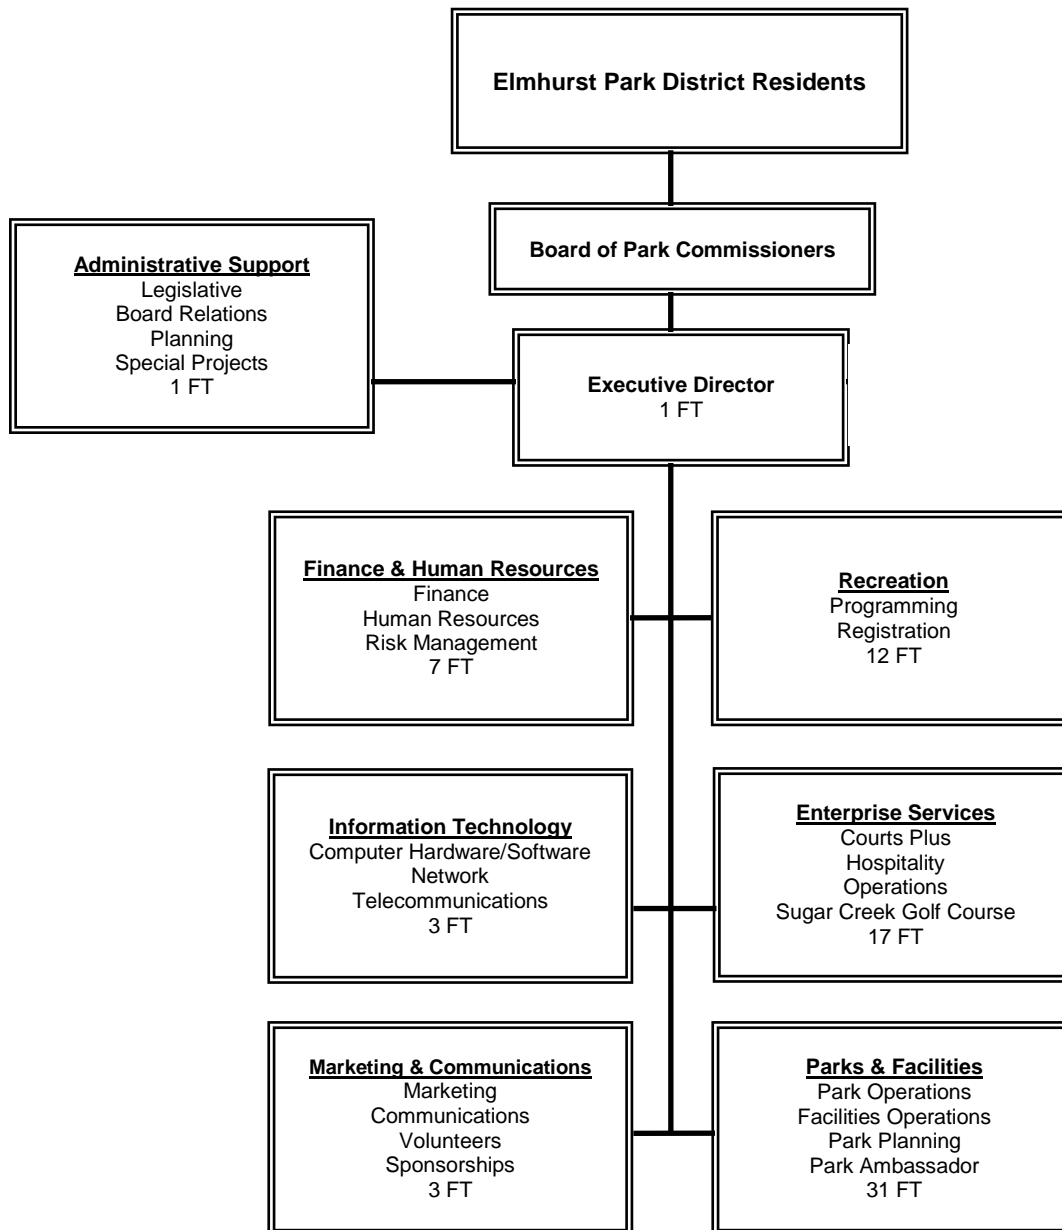 Elmhurst Park District Residents
Board of Park Commissioners
Administrative Support
Legislative
Board Relations
Planning
Special Projects
1 FT
Executive Director
1 FT
Finance & Human Resources
Finance
Human Resources
Risk Management
7 FT
Recreation
Programming
Registration
12 FT
Information Technology
Computer Hardware/Software
Network
Telecommunications
3 FT
Enterprise Services
Courts Plus
Hospitality
Operations
Sugar Creek Golf Course
17 FT
Marketing & Communications
Marketing
Communications
Volunteers
Sponsorships
3 FT
Parks & Facilities
Park Operations
Facilities Operations
Park Planning
Park Ambassador
31 FT